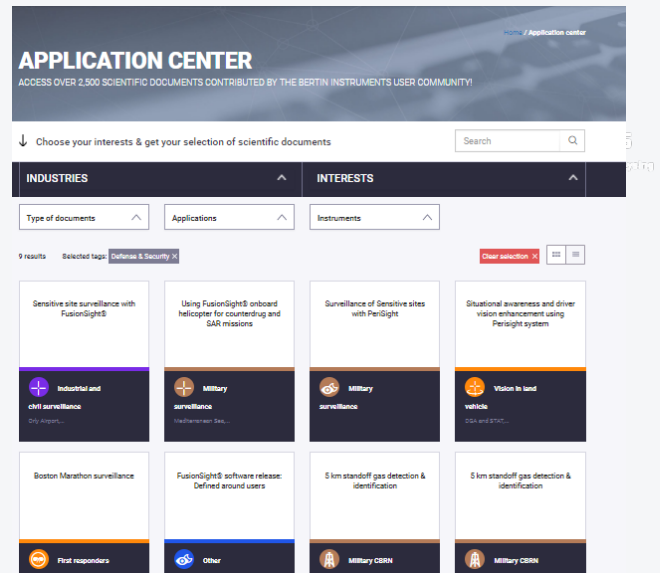 Home / Application center
APPLICATION CENTER
ACCESS OVER 2,500 SCIENTIFIC DOCUMENTS CONTRIBUTED BY THE BERTIN INSTRUMENTS USER COMMUNITY!
Choose your interests & get your selection of scientific documents
Search
INDUSTRIES
INTERESTS
Type of documents
Applications
Instruments
9 results
Selected tags:
Defense & Security ×
Clear selection ×
Sensitive site surveillance with
FusionSight®
Industrial and
civil surveillance
Orly Airport,...
Using FusionSight® onboard
helicopter for counterdrug and
SAR missions
Military
surveillance
Mediterranean Sea,...
Surveillance of Sensitive sites
with PeriSight
Military
surveillance
Situational awareness and driver
vision enhancement using
Perisight system
Vision in land
vehicle
DGA and STAT,...
Boston Marathon surveillance
First responders
FusionSight® software release:
Defined around users
Other
5 km standoff gas detection &
identification
Military CBRN
5 km standoff gas detection &
identification
Military CBRN